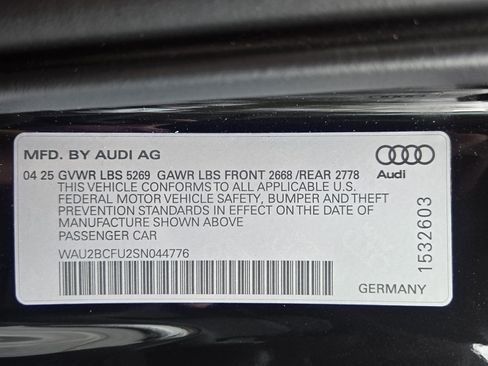 MFD. BY AUDI AG
04 25 GVWR LBS 5269 GAWR LBS FRONT 2668 /REAR 2778
THIS VEHICLE CONFORMS TO ALL APPLICABLE U.S.
FEDERAL MOTOR VEHICLE SAFETY, BUMPER AND THEFT
PREVENTION STANDARDS IN EFFECT ON THE DATE OF
MANUFACTURE SHOWN ABOVE
PASSENGER CAR
WAU2BCFU2SN044776
Audi
1532603
GERMANY